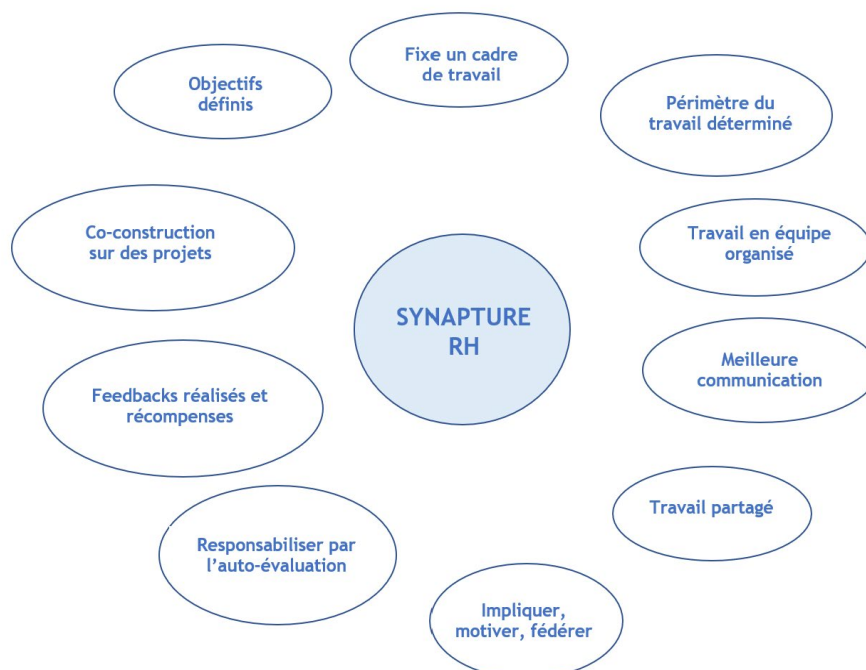 Fixe un cadre
de travail
Objectifs
définis
Périmètre du
travail déterminé
Co-construction
sur des projets
Travail en équipe
organisé
SYNAPTURE
RH
Meilleure
communication
Feedbacks réalisés et
récompenses
Travail partagé
Responsabiliser par
l'auto-évaluation
Impliquer,
motiver, fédérer